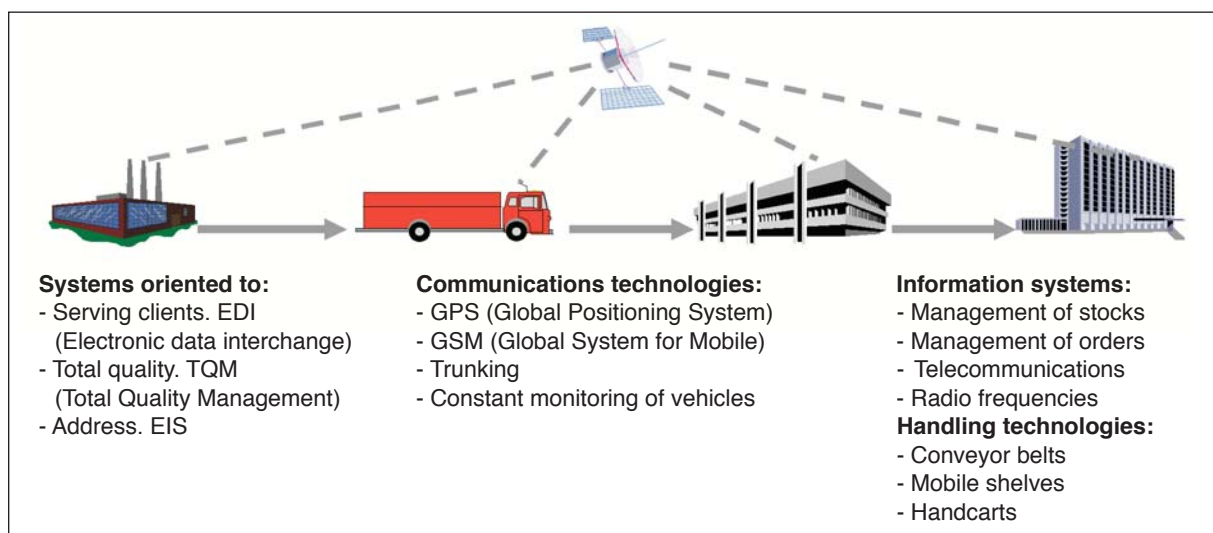 Systems oriented to:
- Serving clients. EDI
(Electronic data interchange)
- Total quality. TQM
(Total Quality Management)
- Address. EIS
Communications technologies:
- GPS (Global Positioning System)
- GSM (Global System for Mobile)
- Trunking
- Constant monitoring of vehicles
Information systems:
- Management of stocks
- Management of orders
- Telecommunications
- Radio frequencies
Handling technologies:
- Conveyor belts
- Mobile shelves
- Handcarts